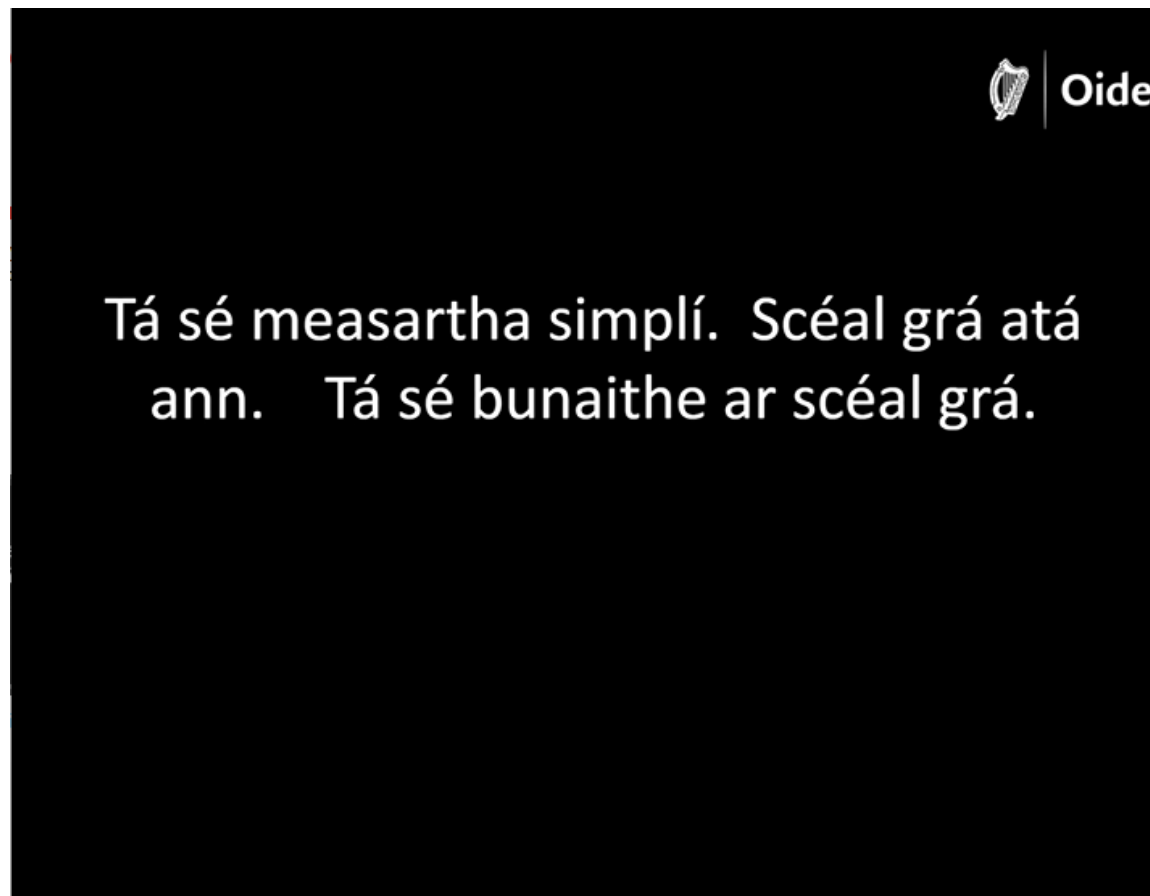 Oide
Tá sé measartha simplí.  Scéal grá atá
ann.    Tá sé bunaithe ar scéal grá.